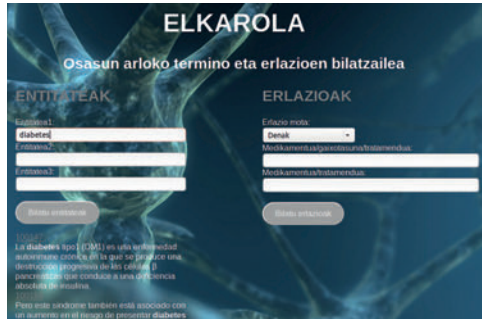 ELKAROLA
Osasun arloko termino eta erlazioen bilatzailea
ENTITATEAK
Entitatea1:
diabetes
Entitatea2:
Entitatea3:
Bilatu entitateak
ERLAZIOAK
Erlazio mota:
Denak
Medikamentua/gaixotasuna/tratamendua:
Medikamentua/tratamendua:
Bilatu erlazioak
La diabetes tipo1 (DM1) es una enfermedad
autoinmune crónica en la que se produce una
destrucción progresiva de las células β
pancreáticas que conduce a una deficiencia
absoluta de insulina.
Pero este síndrome también está asociado con
un aumento en el riesgo de presentar diabetes